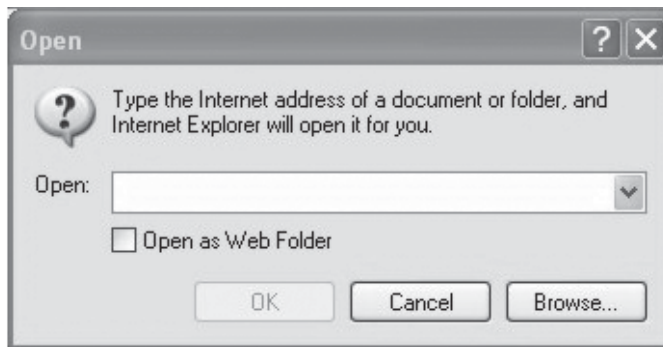 Open
Type the Internet address of a document or folder, and
Internet Explorer will open it for you.
Open:
Open as Web Folder
OK Cancel Browse...